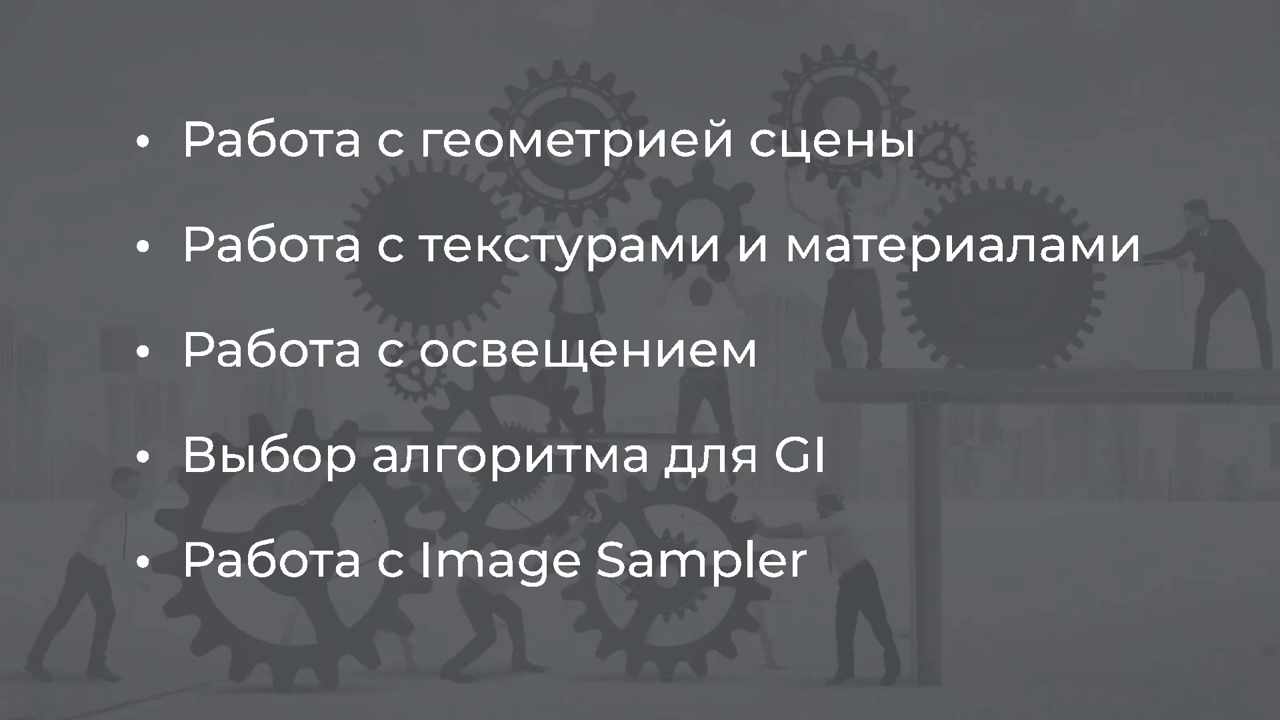 • Работа с геометрией сцены
• Работа с текстурами и материалами
• Работа с освещением
• Выбор алгоритма для GI
• Работа с Image Sampler